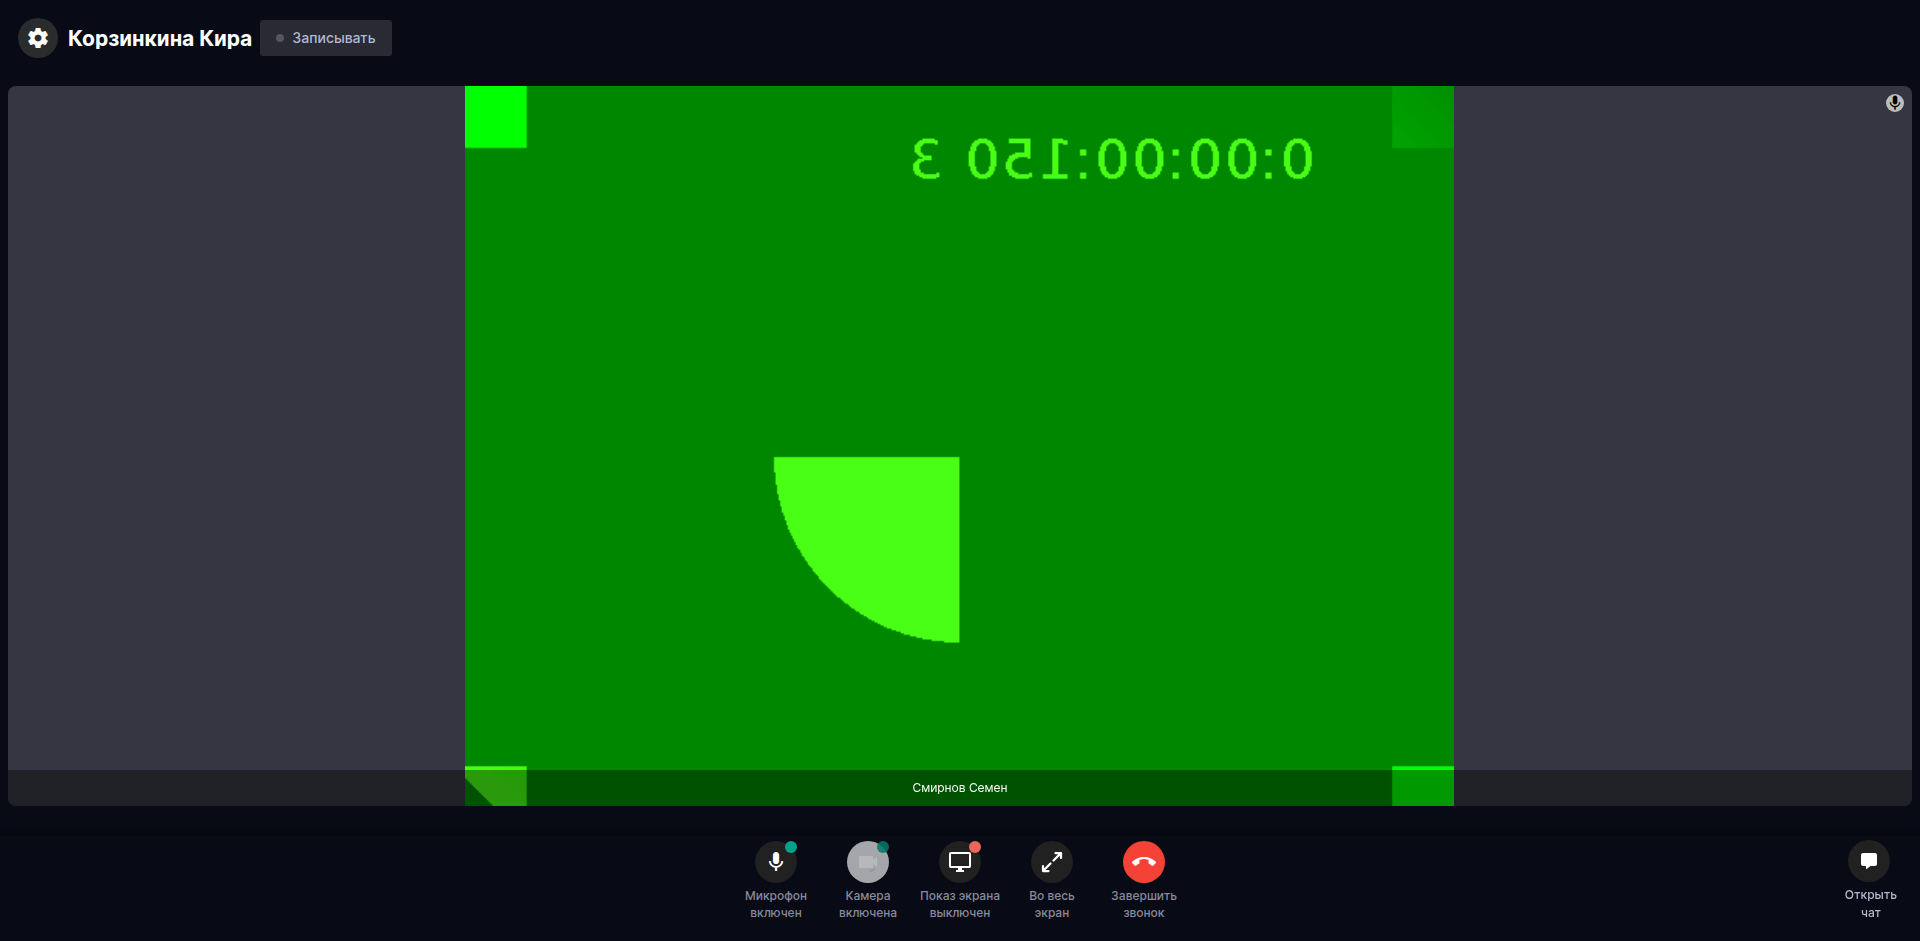 Корзинкина Кира
Записывать
0:00:00:150 3
Смирнов Семен
Микрофон включен
Камера включена
Показ экрана выключен
Во весь экран
Завершить звонок
Открыть чат